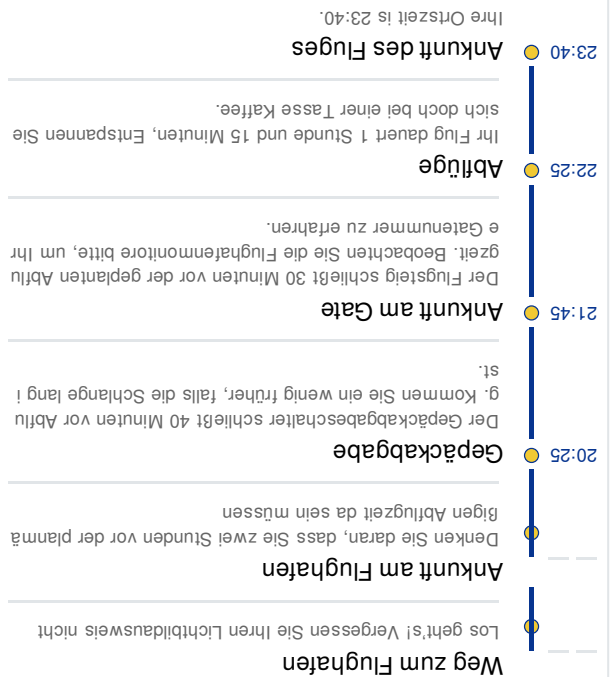 Weg zum Flughafen
Los geht's! Vergessen Sie Ihren Lichtbildausweis nicht
Ankunft am Flughafen
Denken Sie daran, dass Sie zwei Stunden vor der planmä
ßigen Abflugzeit da sein müssen
20:25 Gepäckabgabe
Der Gepäckabgabeschalter schließt 40 Minuten vor Abflu
g. Kommen Sie ein wenig früher, falls die Schlange lang i
st.
21:45 Ankunft am Gate
Der Flugsteig schließt 30 Minuten vor der geplanten Abflu
gzeit. Beobachten Sie die Flughafenmonitore bitte, um Ihr
e Gatenummer zu erfahren.
22:25 Abflüge
Ihr Flug dauert 1 Stunde und 15 Minuten, Entspannen Sie
sich doch bei einer Tasse Kaffee.
23:40 Ankunft des Fluges
Ihre Ortszeit is 23:40.